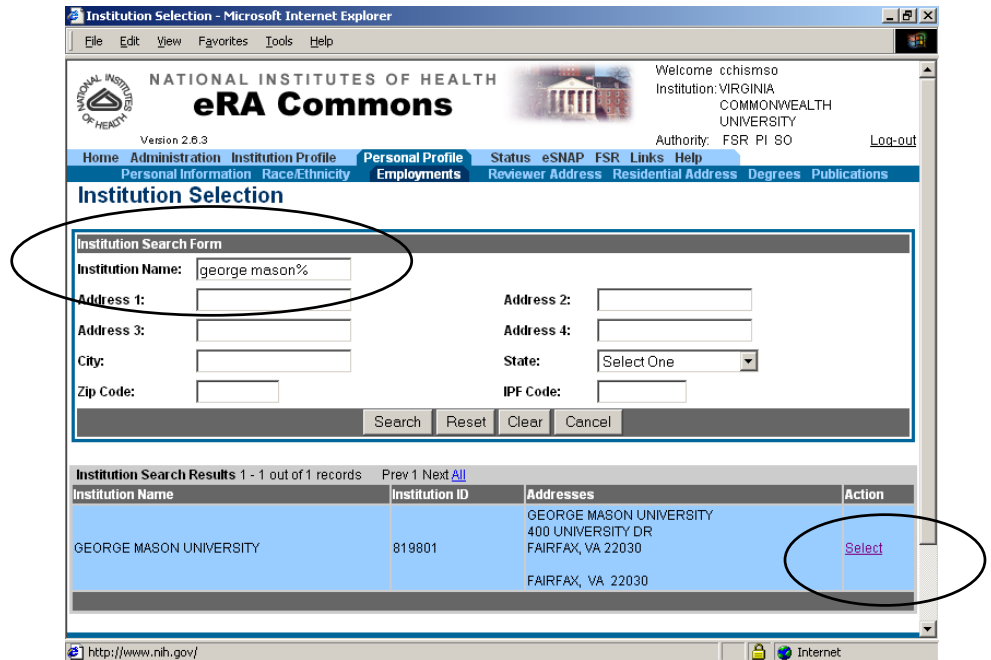 Institution Selection - Microsoft Internet Explorer
File Edit View Favorites Tools Help
NATIONAL INSTITUTES OF HEALTH
eRA Commons
Version 2.6.3
NATIONAL INSTITUTES OF HEALTH
Welcome cchismso
Institution: VIRGINIA
COMMONWEALTH
UNIVERSITY
Authority: FSR PI SO Log-out
Home Administration Institution Profile Personal Profile Status eSNAP FSR Links Help
Personal Information Race/Ethnicity Employments Reviewer Address Residential Address Degrees Publications
Institution Selection
Institution Search Form
Institution Name: george mason%
Address 1: Address 2:
Address 3: Address 4:
City: State: Select One
Zip Code: IPF Code:
Search Reset Clear Cancel
Institution Search Results 1 - 1 out of 1 records Prev 1 Next All
Institution Name Institution ID Addresses Action
GEORGE MASON UNIVERSITY 819801 GEORGE MASON UNIVERSITY
400 UNIVERSITY DR
FAIRFAX, VA 22030
FAIRFAX, VA 22030
Select
http://www.nih.gov/ Internet